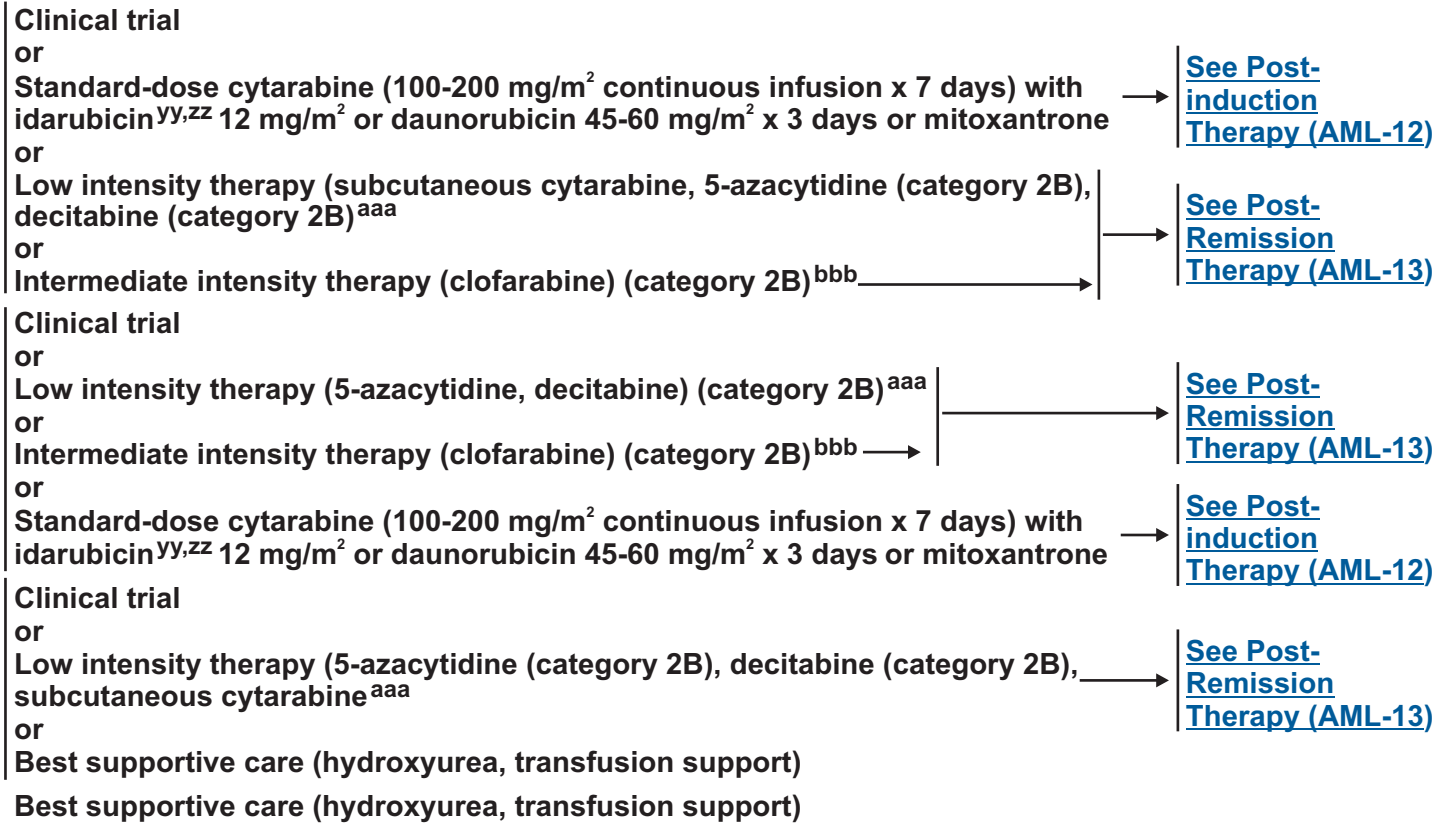 Clinical trial
or
Standard-dose cytarabine (100-200 mg/m² continuous infusion x 7 days) with
idarubicin yy,zz 12 mg/m² or daunorubicin 45-60 mg/m² x 3 days or mitoxantrone
See Post-
induction
Therapy (AML-12)
or
Low intensity therapy (subcutaneous cytarabine, 5-azacytidine (category 2B),
decitabine (category 2B) aaa
or
Intermediate intensity therapy (clofarabine) (category 2B) bbb
See Post-
Remission
Therapy (AML-13)
Clinical trial
or
Low intensity therapy (5-azacytidine, decitabine) (category 2B) aaa
or
Intermediate intensity therapy (clofarabine) (category 2B) bbb
See Post-
Remission
Therapy (AML-13)
or
Standard-dose cytarabine (100-200 mg/m² continuous infusion x 7 days) with
idarubicin yy,zz 12 mg/m² or daunorubicin 45-60 mg/m² x 3 days or mitoxantrone
See Post-
induction
Therapy (AML-12)
Clinical trial
or
Low intensity therapy (5-azacytidine (category 2B), decitabine (category 2B),
subcutaneous cytarabine aaa
See Post-
Remission
Therapy (AML-13)
or
Best supportive care (hydroxyurea, transfusion support)
Best supportive care (hydroxyurea, transfusion support)